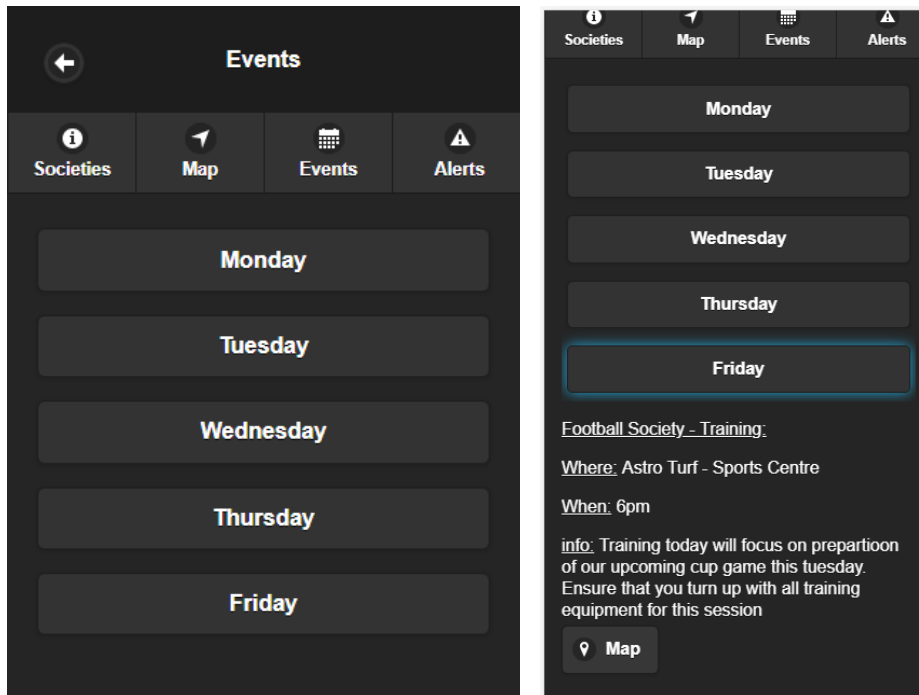 Events
Societies Map Events Alerts
Monday
Tuesday
Wednesday
Thursday
Friday
Societies Map Events Alerts
Monday
Tuesday
Wednesday
Thursday
Friday
Football Society - Training:
Where: Astro Turf - Sports Centre
When: 6pm
info: Training today will focus on prepartioon
of our upcoming cup game this tuesday.
Ensure that you turn up with all training
equipment for this session
Map